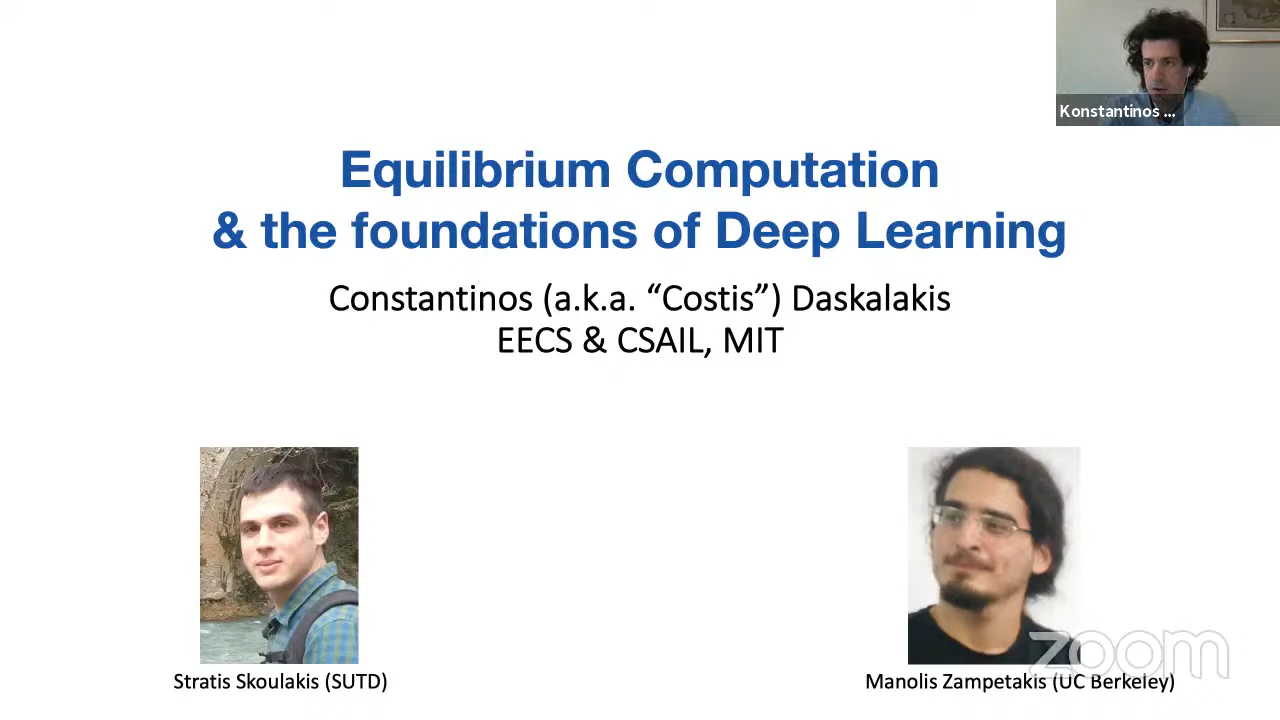 Konstantinos ...
Equilibrium Computation
& the foundations of Deep Learning
Constantinos (a.k.a. “Costis”) Daskalakis
EECS & CSAIL, MIT
zoom
Stratis Skoulakis (SUTD)
Manolis Zampetakis (UC Berkeley)